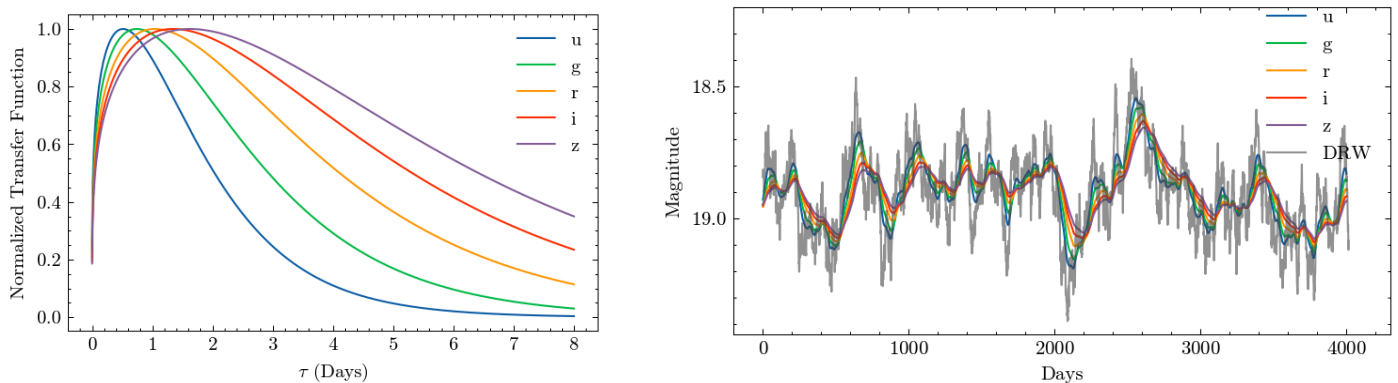 Normalized Transfer Function
1.0
0.8
0.6
0.4
0.2
0.0
0 1 2 3 4 5 6 7 8
τ (Days)
u
g
r
i
z
Magnitude
18.5
19.0
0 1000 2000 3000 4000
Days
u
g
r
i
z
DRW